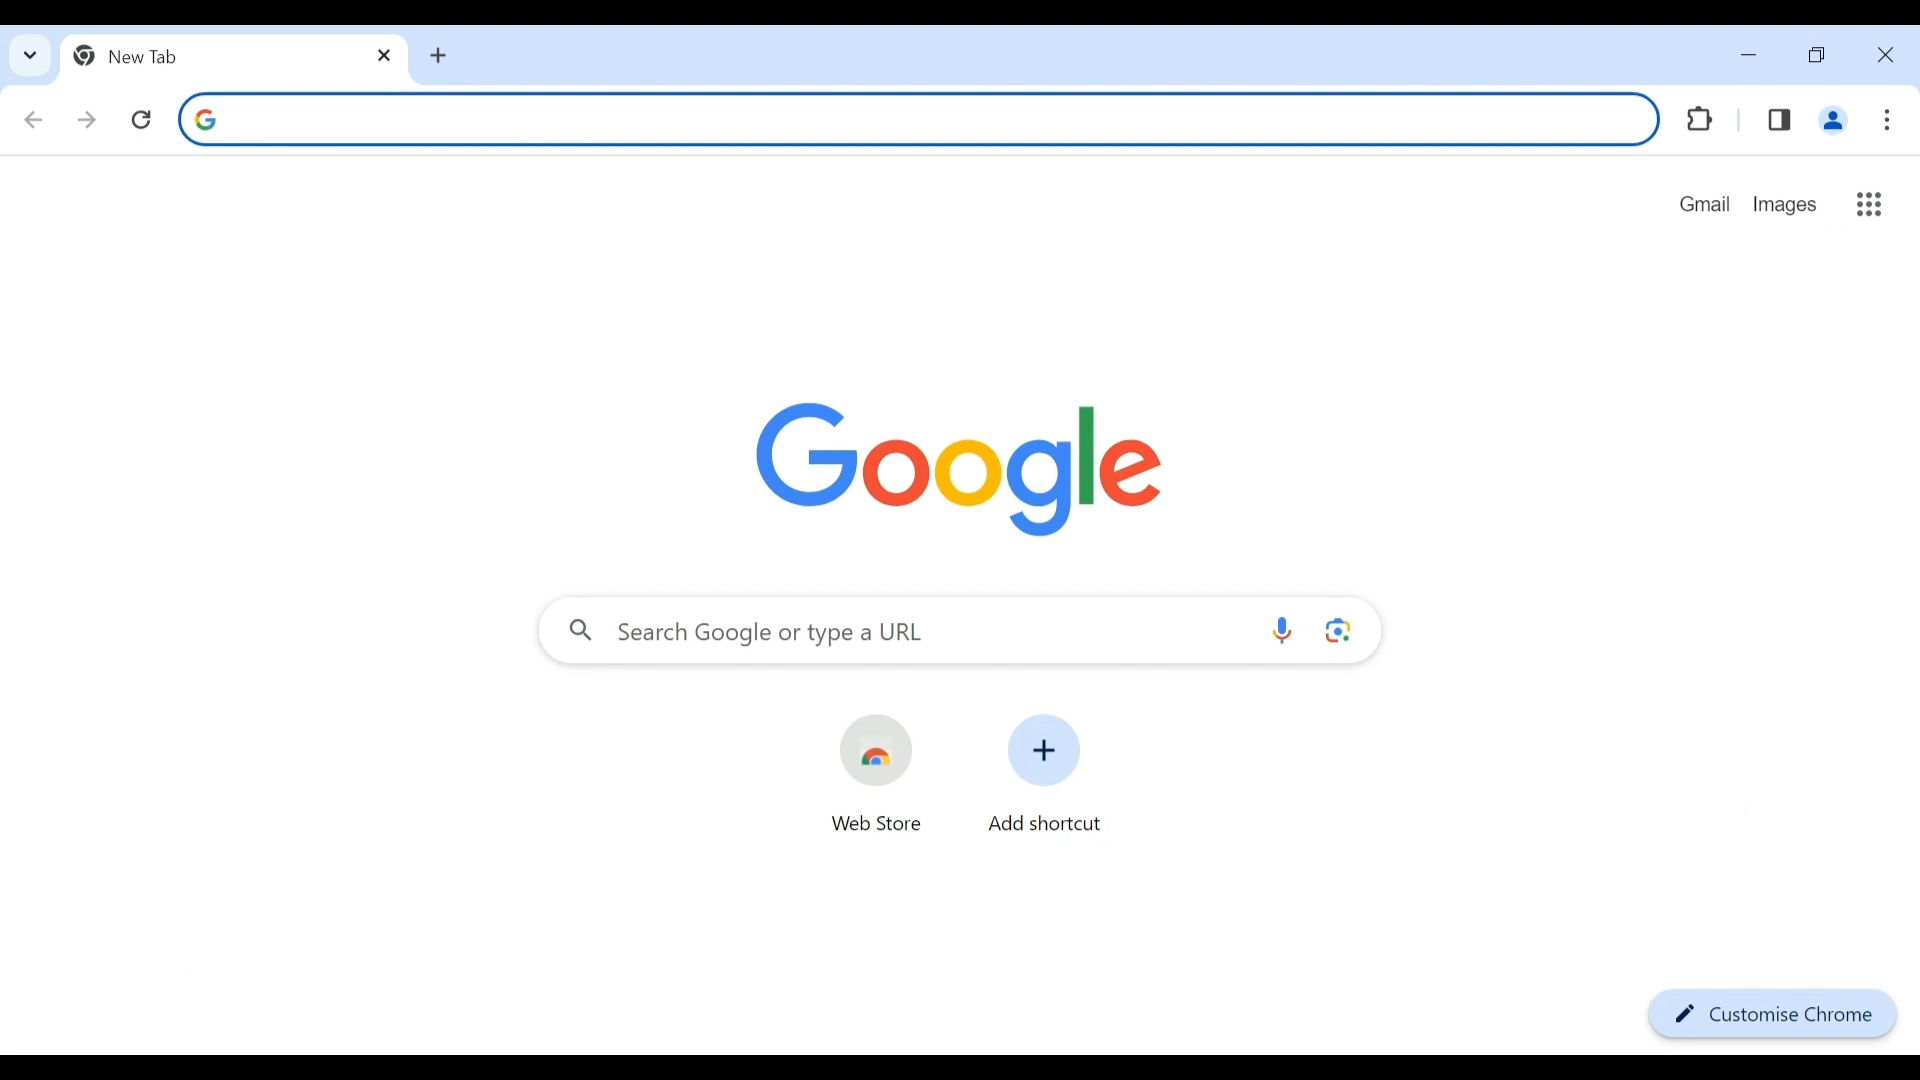 New Tab
Gmail Images
Google
Search Google or type a URL
Web Store Add shortcut
Customise Chrome